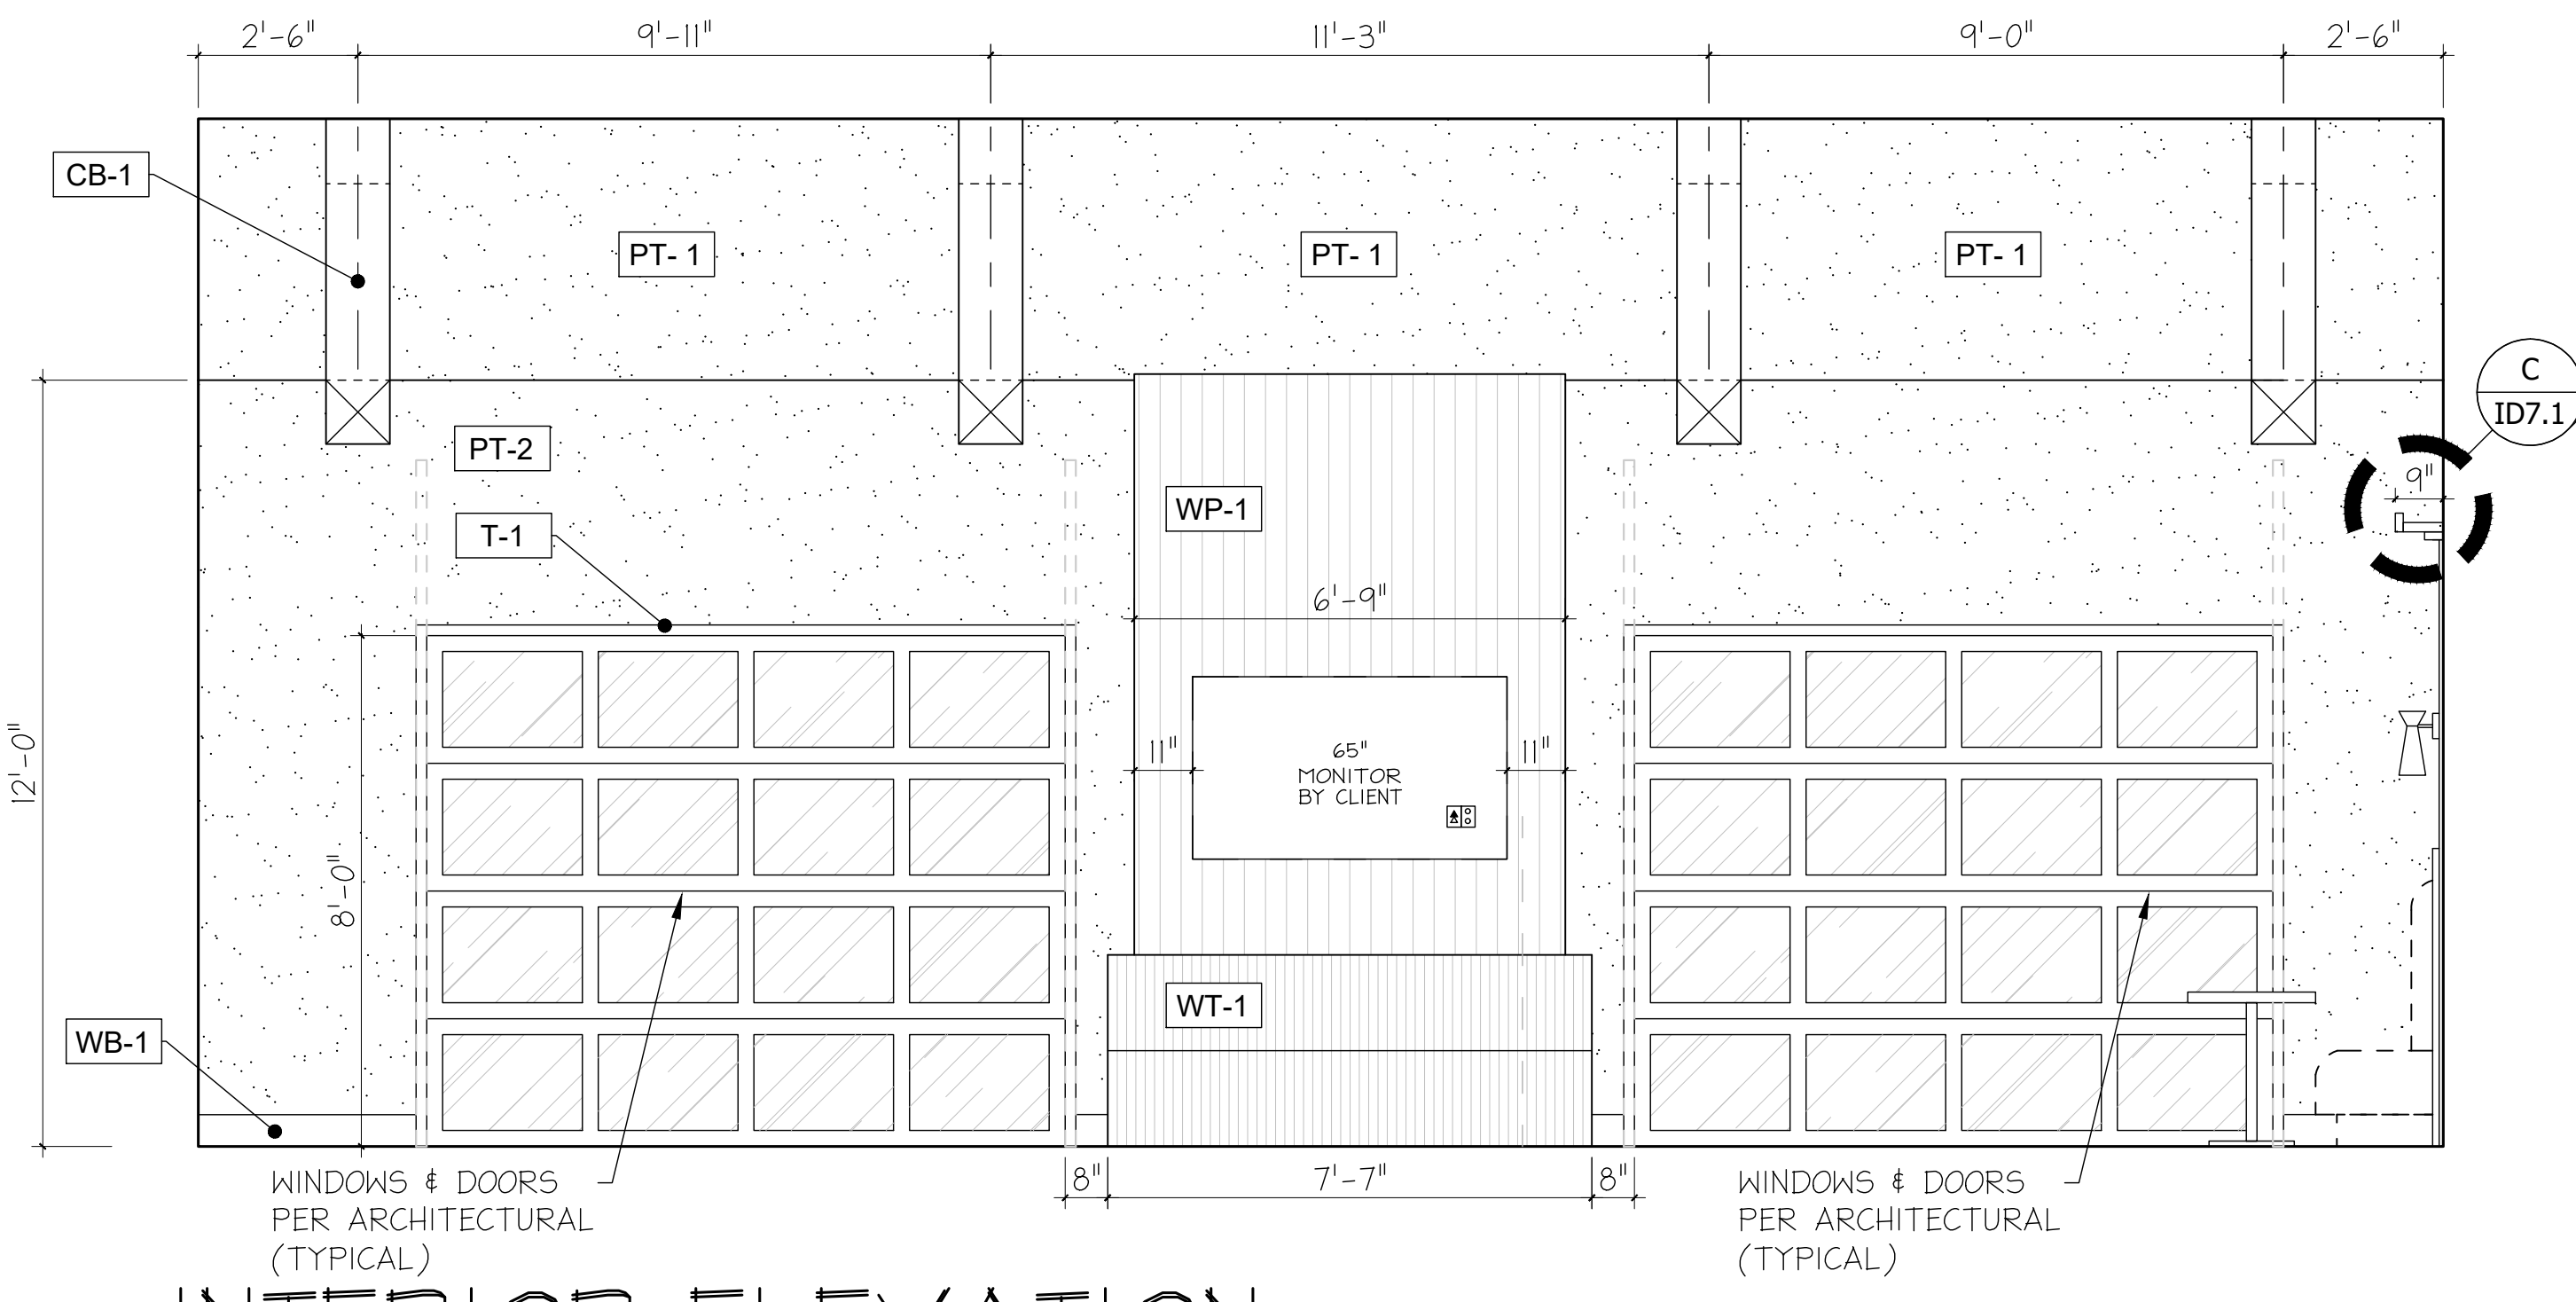 2'-6" 9'-11" 11'-3" 9'-0" 2'-6"
CB-1
PT- 1 PT- 1 PT- 1
C
ID7.1
PT-2
9"
WP-1
T-1
6'-9"
12'-0"
11" 11"
65"
MONITOR
BY CLIENT
8'-0"
WT-1
WB-1
8" 7'-7" 8"
WINDOWS & DOORS
PER ARCHITECTURAL
(TYPICAL)
WINDOWS & DOORS
PER ARCHITECTURAL
(TYPICAL)
INTERIOR ELEVATION